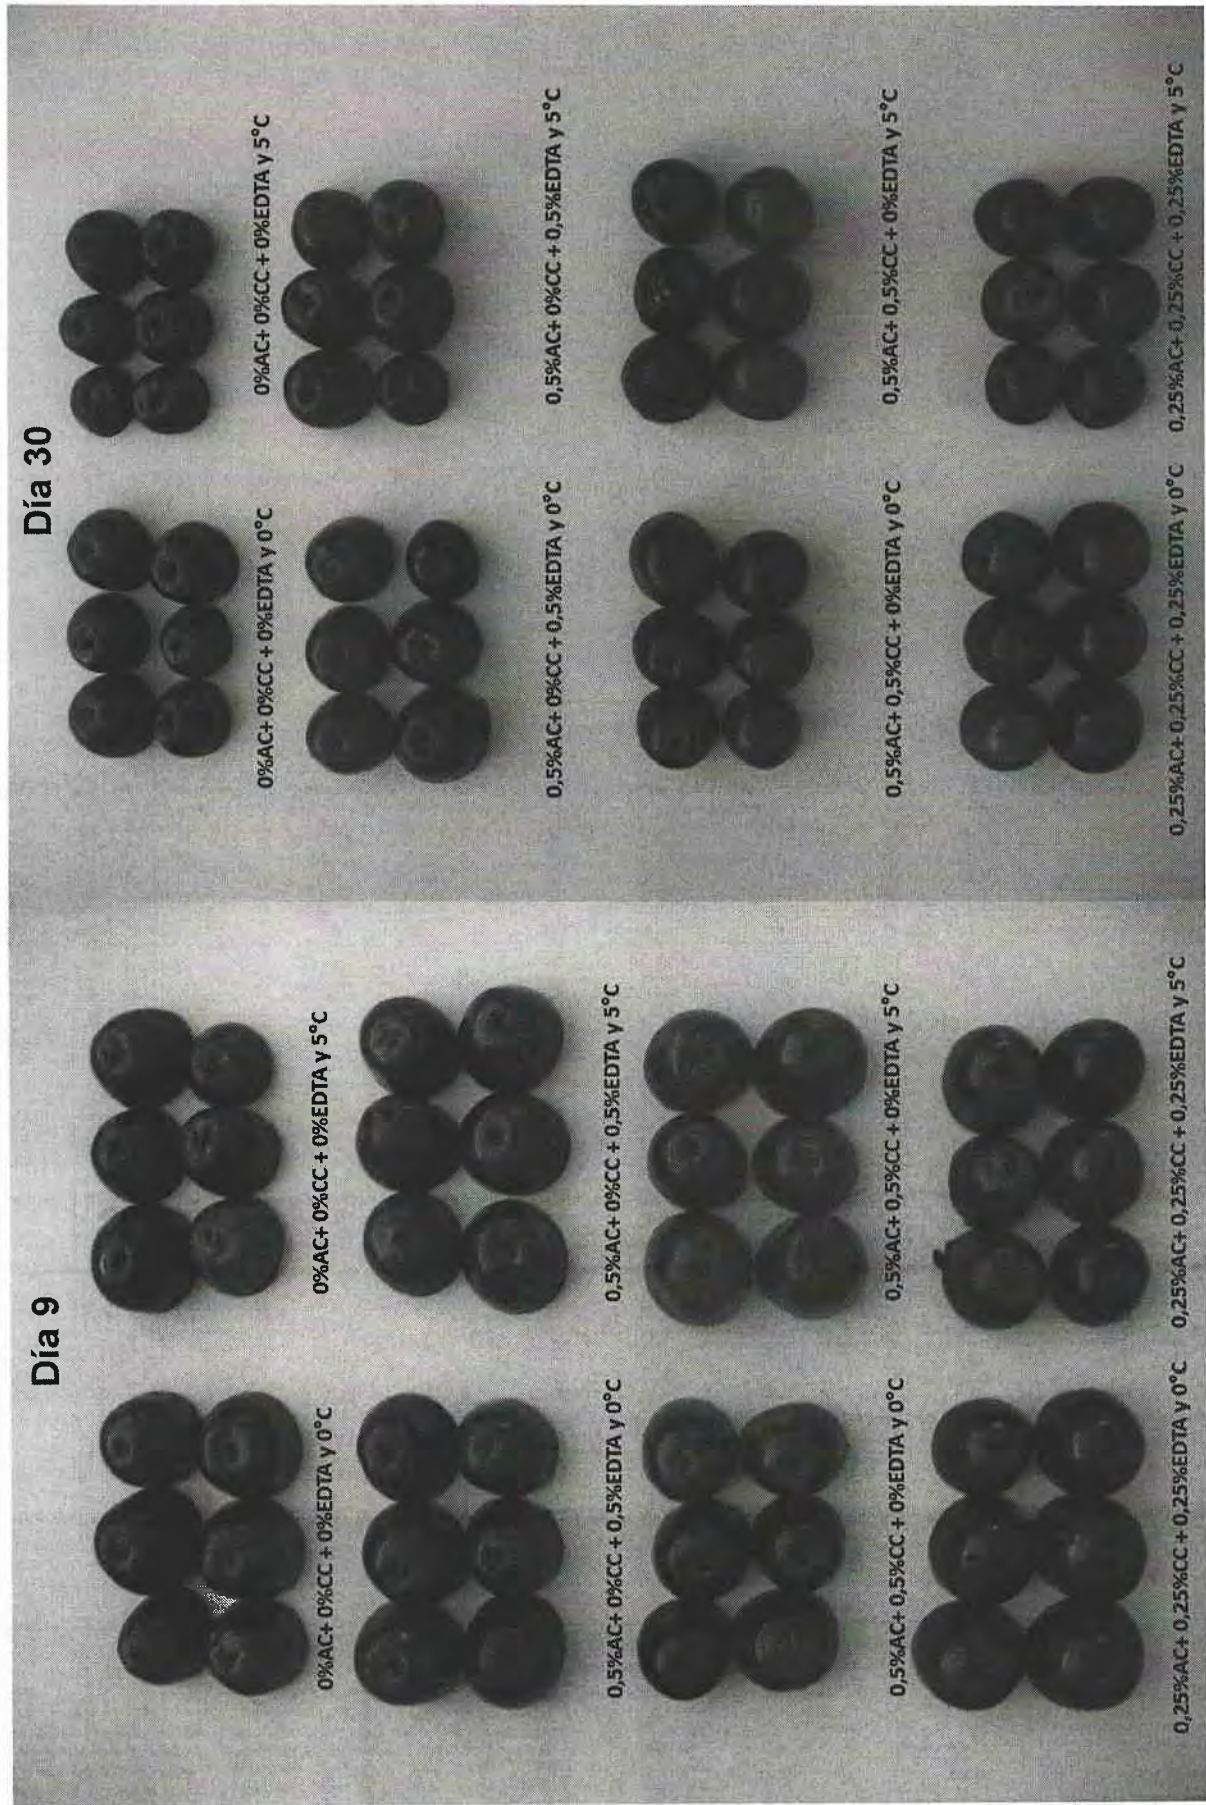 Día 9
0%AC+ 0%CC + 0%EDTA y 0°C
0%AC+ 0%CC + 0%EDTA y 5°C
0,5%AC+ 0%CC + 0,5%EDTA y 0°C
0,5%AC+ 0%CC + 0,5%EDTA y 5°C
0,5%AC+ 0,5%CC + 0%EDTA y 0°C
0,5%AC+ 0,5%CC + 0%EDTA y 5°C
0,25%AC+ 0,25%CC + 0,25%EDTA y 0°C
0,25%AC+ 0,25%CC + 0,25%EDTA y 5°C
Día 30
0%AC+ 0%CC + 0%EDTA y 0°C
0%AC+ 0%CC + 0%EDTA y 5°C
0,5%AC+ 0%CC + 0,5%EDTA y 0°C
0,5%AC+ 0%CC + 0,5%EDTA y 5°C
0,5%AC+ 0,5%CC + 0%EDTA y 0°C
0,5%AC+ 0,5%CC + 0%EDTA y 5°C
0,25%AC+ 0,25%CC + 0,25%EDTA y 0°C
0,25%AC+ 0,25%CC + 0,25%EDTA y 5°C